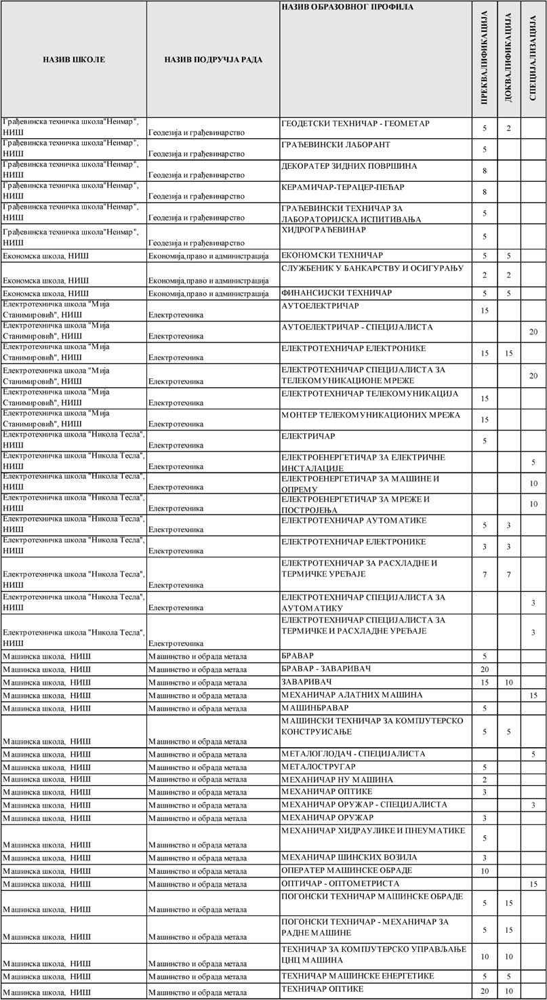 НАЗИВ ШКОЛЕ НАЗИВ ПОДРУЧЈА РАДА НАЗИВ ОБРАЗОВНОГ ПРОФИЛА ПРЕКВАЛИФИКАЦИЈА ДОКВАЛИФИКАЦИЈА СПЕЦИЈАЛИЗАЦИЈА
Грађевинска техничка школа"Неимар", НИШ Геодезија и грађевинарство ГЕОДЕТСКИ ТЕХНИЧАР - ГЕОМЕТАР 5 2
Грађевинска техничка школа"Неимар", НИШ Геодезија и грађевинарство ГРАЂЕВИНСКИ ЛАБОРАНТ 5
Грађевинска техничка школа"Неимар", НИШ Геодезија и грађевинарство ДЕКОРАТЕР ЗИДНИХ ПОВРШИНА 8
Грађевинска техничка школа"Неимар", НИШ Геодезија и грађевинарство КЕРАМИЧАР-ТЕРАЦЕР-ПЕЋАР 8
Грађевинска техничка школа"Неимар", НИШ Геодезија и грађевинарство ГРАЂЕВИНСКИ ТЕХНИЧАР ЗА ЛАБОРАТОРИЈСКА ИСПИТИВАЊА 5
Грађевинска техничка школа"Неимар", НИШ Геодезија и грађевинарство ХИДРОГРАЂЕВИНАР 5
Економска школа, НИШ Економија,право и администрација ЕКОНОМСКИ ТЕХНИЧАР 5 5
Економска школа, НИШ Економија,право и администрација СЛУЖБЕНИК У БАНКАРСТВУ И ОСИГУРАЊУ 2 2
Економска школа, НИШ Економија,право и администрација ФИНАНСИЈСКИ ТЕХНИЧАР 5 5
Електротехничка школа "Мија Станимировић", НИШ Електротехника АУТОЕЛЕКТРИЧАР 15
Електротехничка школа "Мија Станимировић", НИШ Електротехника АУТОЕЛЕКТРИЧАР - СПЕЦИЈАЛИСТА 20
Електротехничка школа "Мија Станимировић", НИШ Електротехника ЕЛЕКТРОТЕХНИЧАР ЕЛЕКТРОНИКЕ 15 15
Електротехничка школа "Мија Станимировић", НИШ Електротехника ЕЛЕКТРОТЕХНИЧАР СПЕЦИЈАЛИСТА ЗА ТЕЛЕКОМУНИКАЦИОНЕ МРЕЖЕ 20
Електротехничка школа "Мија Станимировић", НИШ Електротехника ЕЛЕКТРОТЕХНИЧАР ТЕЛЕКОМУНИКАЦИЈА 15
Електротехничка школа "Мија Станимировић", НИШ Електротехника МОНТЕР ТЕЛЕКОМУНИКАЦИОНИХ МРЕЖА 15
Електротехничка школа "Никола Тесла", НИШ Електротехника ЕЛЕКТРИЧАР 5
Електротехничка школа "Никола Тесла", НИШ Електротехника ЕЛЕКТРОЕНЕРГЕТИЧАР ЗА ЕЛЕКТРИЧНЕ ИНСТАЛАЦИЈЕ 5
Електротехничка школа "Никола Тесла", НИШ Електротехника ЕЛЕКТРОЕНЕРГЕТИЧАР ЗА МАШИНЕ И ОПРЕМУ 10
Електротехничка школа "Никола Тесла", НИШ Електротехника ЕЛЕКТРОЕНЕРГЕТИЧАР ЗА МРЕЖЕ И ПОСТРОЈЕЊА 10
Електротехничка школа "Никола Тесла", НИШ Електротехника ЕЛЕКТРОТЕХНИЧАР АУТОМАТИКЕ 5 3
Електротехничка школа "Никола Тесла", НИШ Електротехника ЕЛЕКТРОТЕХНИЧАР ЕЛЕКТРОНИКЕ 3 3
Електротехничка школа "Никола Тесла", НИШ Електротехника ЕЛЕКТРОТЕХНИЧАР ЗА РАСХЛАДНЕ И ТЕРМИЧКЕ УРЕЂАЈЕ 7 7
Електротехничка школа "Никола Тесла", НИШ Електротехника ЕЛЕКТРОТЕХНИЧАР СПЕЦИЈАЛИСТА ЗА АУТОМАТИКУ 3
Електротехничка школа "Никола Тесла", НИШ Електротехника ЕЛЕКТРОТЕХНИЧАР СПЕЦИЈАЛИСТА ЗА ТЕРМИЧКЕ И РАСХЛАДНЕ УРЕЂАЈЕ 3
Машинска школа, НИШ Машинство и обрада метала БРАВАР 5
Машинска школа, НИШ Машинство и обрада метала БРАВАР - ЗАВАРИВАЧ 20
Машинска школа, НИШ Машинство и обрада метала ЗАВАРИВАЧ 15 10
Машинска школа, НИШ Машинство и обрада метала МЕХАНИЧАР АЛАТНИХ МАШИНА 15
Машинска школа, НИШ Машинство и обрада метала МАШИНБРАВАР 5
Машинска школа, НИШ Машинство и обрада метала МАШИНСКИ ТЕХНИЧАР ЗА КОМПЈУТЕРСКО КОНСТРУИСАЊЕ 5 5
Машинска школа, НИШ Машинство и обрада метала МЕТАЛОГЛОДАЧ - СПЕЦИЈАЛИСТА 5
Машинска школа, НИШ Машинство и обрада метала МЕТАЛОСТРУГАР 5
Машинска школа, НИШ Машинство и обрада метала МЕХАНИЧАР НУ МАШИНА 2
Машинска школа, НИШ Машинство и обрада метала МЕХАНИЧАР ОПТИКЕ 3
Машинска школа, НИШ Машинство и обрада метала МЕХАНИЧАР ОРУЖАР - СПЕЦИЈАЛИСТА 3
Машинска школа, НИШ Машинство и обрада метала МЕХАНИЧАР ОРУЖАР 3
Машинска школа, НИШ Машинство и обрада метала МЕХАНИЧАР ХИДРАУЛИКЕ И ПНЕУМАТИКЕ 5
Машинска школа, НИШ Машинство и обрада метала МЕХАНИЧАР ШИНСКИХ ВОЗИЛА 3
Машинска школа, НИШ Машинство и обрада метала ОПЕРАТЕР МАШИНСКЕ ОБРАДЕ 10
Машинска школа, НИШ Машинство и обрада метала ОПТИЧАР - ОПТОМЕТРИСТА 15
Машинска школа, НИШ Машинство и обрада метала ПОГОНСКИ ТЕХНИЧАР МАШИНСКЕ ОБРАДЕ 5 15
Машинска школа, НИШ Машинство и обрада метала ПОГОНСКИ ТЕХНИЧАР - МЕХАНИЧАР ЗА РАДНЕ МАШИНЕ 5 15
Машинска школа, НИШ Машинство и обрада метала ТЕХНИЧАР ЗА КОМПЈУТЕРСКО УПРАВЉАЊЕ ЦНЦ МАШИНА 10 10
Машинска школа, НИШ Машинство и обрада метала ТЕХНИЧАР МАШИНСКЕ ЕНЕРГЕТИКЕ 5 5
Машинска школа, НИШ Машинство и обрада метала ТЕХНИЧАР ОПТИКЕ 20 10